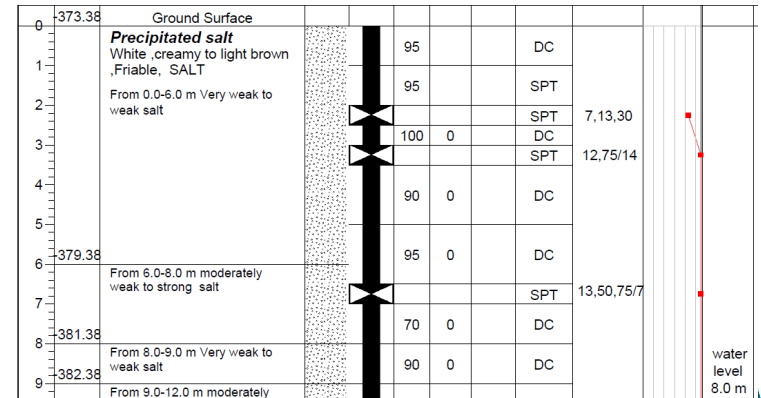 -373.38 Ground Surface
0
Precipitated salt
White ,creamy to light brown
,Friable, SALT
95 DC
1
From 0.0-6.0 m Very weak to
weak salt
95 SPT
2
SPT 7,13,30
100 0 DC
3
SPT 12,75/14
4
90 0 DC
5
-379.38
95 0 DC
6
From 6.0-8.0 m moderately
weak to strong salt
SPT 13,50,75/7
7
70 0 DC
-381.38
8
From 8.0-9.0 m Very weak to
weak salt
90 0 DC
water
level
8.0 m
-382.38
9
From 9.0-12.0 m moderately